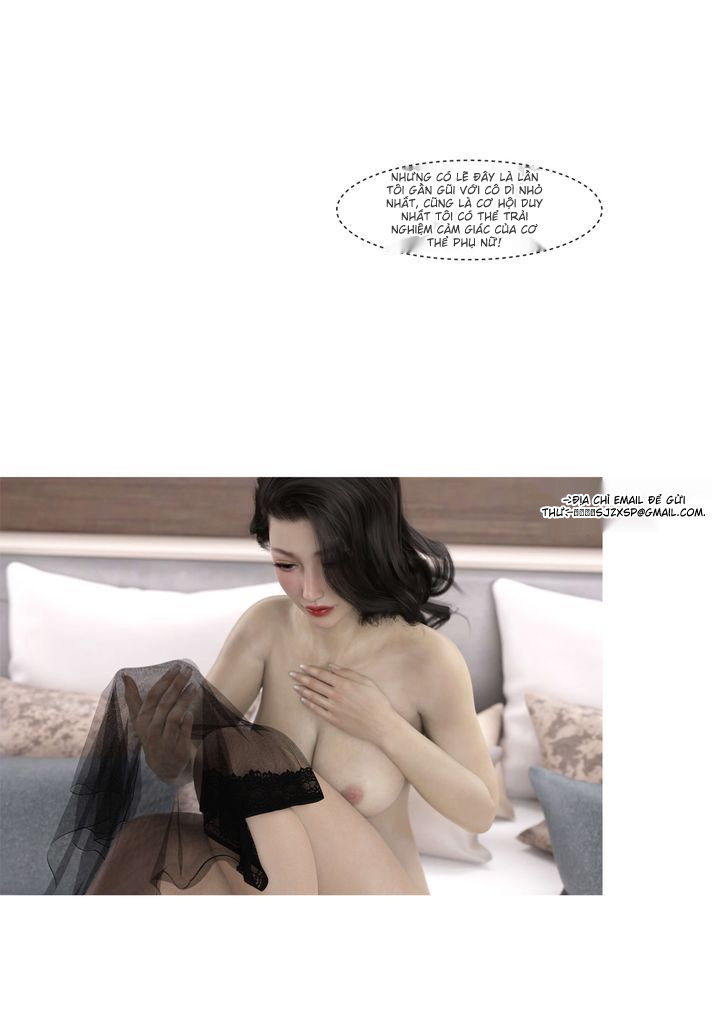 NHƯNG CÓ LẼ ĐÂY LÀ LẦN
TÔI GẦN GŨI VỚI CÔ DÌ NHỎ
NHẤT, CŨNG LÀ CƠ HỘI DUY
NHẤT TÔI CÓ THỂ TRẢI
NGHIỆM CẢM GIÁC CỦA CƠ
THỂ PHỤ NỮ!
->ĐỊA CHỈ EMAIL ĐỂ GỬI
THƯ:-□□□□SJ2XSP@GMAIL.COM.